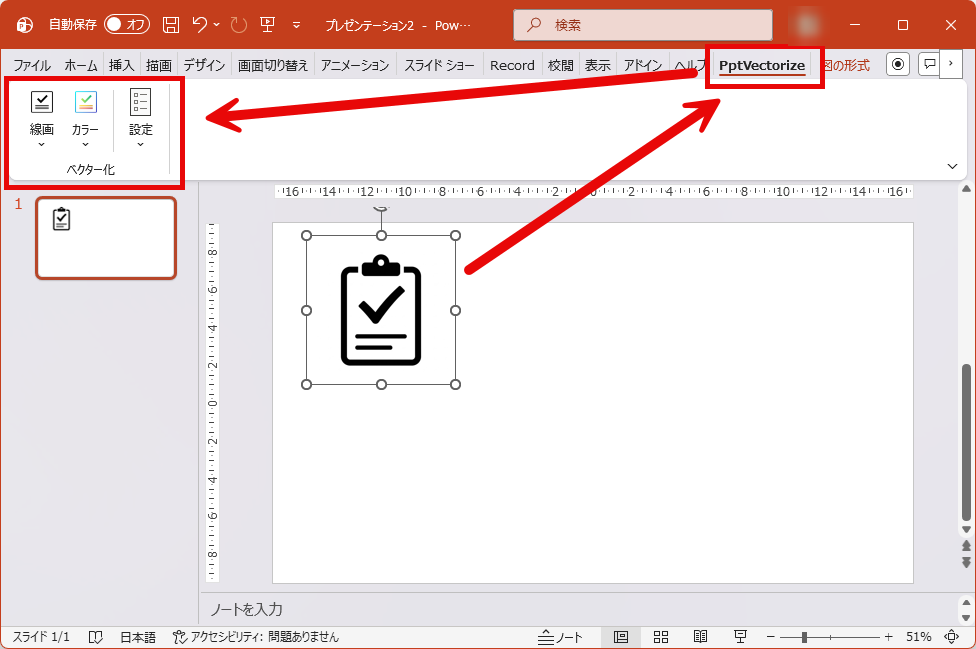 自動保存 オフ プレゼンテーション2 - Pow… 検索
ファイル ホーム 挿入 描画 デザイン 画面切り替え アニメーション スライド ショー Record 校閲 表示 アドイン ヘルプ PptVectorize 図の形式
線画 カラー 設定
ベクター化
16 14 12 10 8 6 4 2 0 2 4 6 8 10 12 14 16
1
8
6
4
2
0
2
4
6
8
ノートを入力
スライド 1/1 日本語 アクセシビリティ: 問題ありません ノート 51%